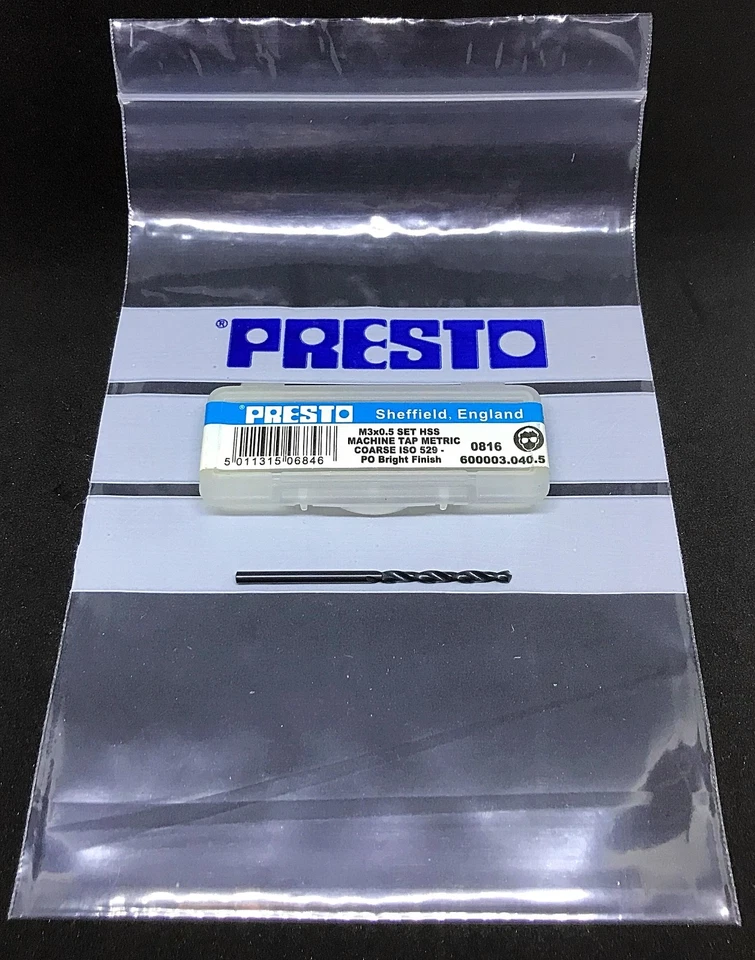 ® PRESTO
® PRESTO Sheffield, England
M3x0.5 SET HSS
MACHINE TAP METRIC
COARSE ISO 529 -
PO Bright Finish
0816
5 011315 06846
600003.040.5